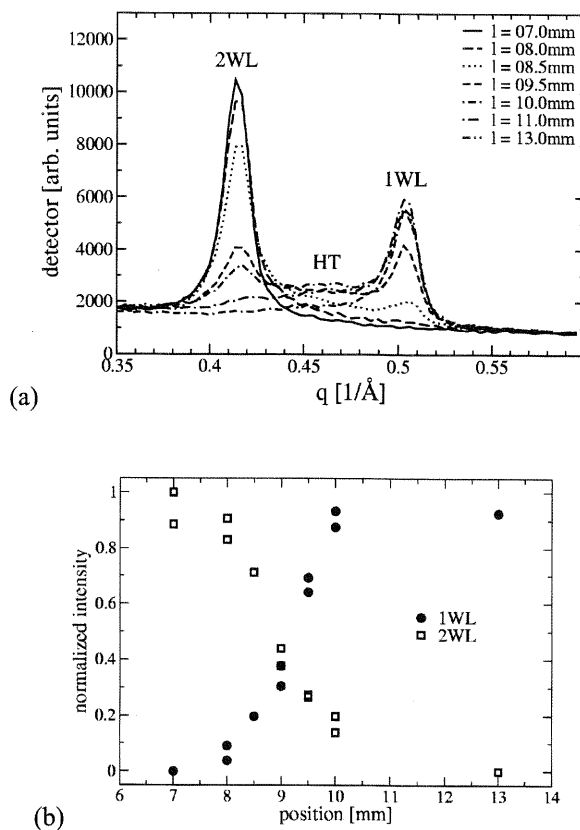 2WL
1WL
HT
l = 07.0mm
l = 08.0mm
l = 08.5mm
l = 09.5mm
l = 10.0mm
l = 11.0mm
l = 13.0mm
detector [arb. units]
12000
10000
8000
6000
4000
2000
0
0.35 0.4 0.45 0.5 0.55
q [1/Å]
(a)
normalized intensity
1
0.8
0.6
0.4
0.2
0
1WL
2WL
6 7 8 9 10 11 12 13 14
position [mm]
(b)